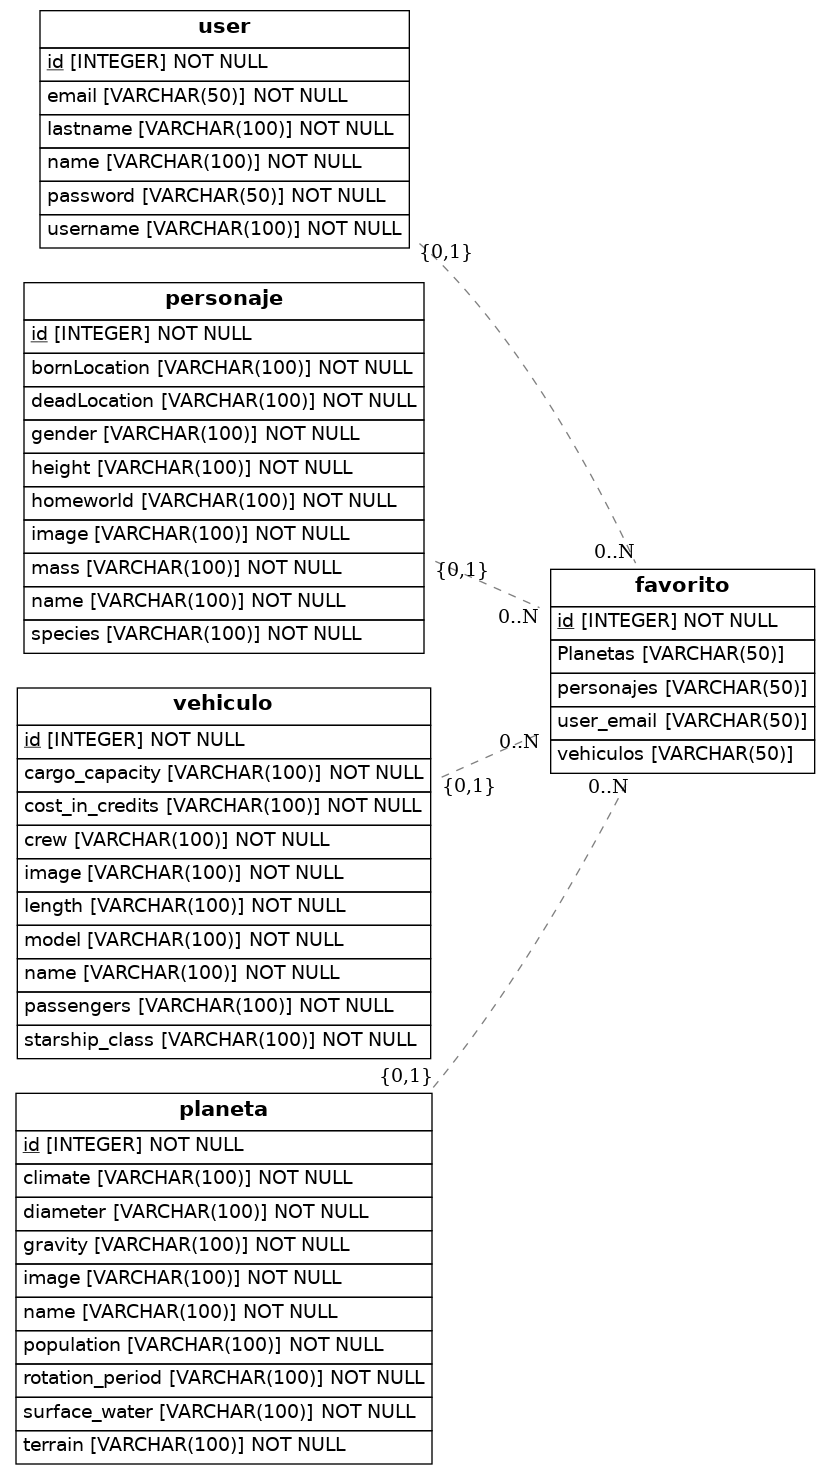 user
id [INTEGER] NOT NULL
email [VARCHAR(50)] NOT NULL
lastname [VARCHAR(100)] NOT NULL
name [VARCHAR(100)] NOT NULL
password [VARCHAR(50)] NOT NULL
username [VARCHAR(100)] NOT NULL
{0,1}
personaje
id [INTEGER] NOT NULL
bornLocation [VARCHAR(100)] NOT NULL
deadLocation [VARCHAR(100)] NOT NULL
gender [VARCHAR(100)] NOT NULL
height [VARCHAR(100)] NOT NULL
homeworld [VARCHAR(100)] NOT NULL
image [VARCHAR(100)] NOT NULL
mass [VARCHAR(100)] NOT NULL
name [VARCHAR(100)] NOT NULL
species [VARCHAR(100)] NOT NULL
{0,1}
0..N
0..N
favorito
id [INTEGER] NOT NULL
Planetas [VARCHAR(50)]
personajes [VARCHAR(50)]
user_email [VARCHAR(50)]
vehiculos [VARCHAR(50)]
0..N
0..N
{0,1}
vehiculo
id [INTEGER] NOT NULL
cargo_capacity [VARCHAR(100)] NOT NULL
cost_in_credits [VARCHAR(100)] NOT NULL
crew [VARCHAR(100)] NOT NULL
image [VARCHAR(100)] NOT NULL
length [VARCHAR(100)] NOT NULL
model [VARCHAR(100)] NOT NULL
name [VARCHAR(100)] NOT NULL
passengers [VARCHAR(100)] NOT NULL
starship_class [VARCHAR(100)] NOT NULL
{0,1}
planeta
id [INTEGER] NOT NULL
climate [VARCHAR(100)] NOT NULL
diameter [VARCHAR(100)] NOT NULL
gravity [VARCHAR(100)] NOT NULL
image [VARCHAR(100)] NOT NULL
name [VARCHAR(100)] NOT NULL
population [VARCHAR(100)] NOT NULL
rotation_period [VARCHAR(100)] NOT NULL
surface_water [VARCHAR(100)] NOT NULL
terrain [VARCHAR(100)] NOT NULL